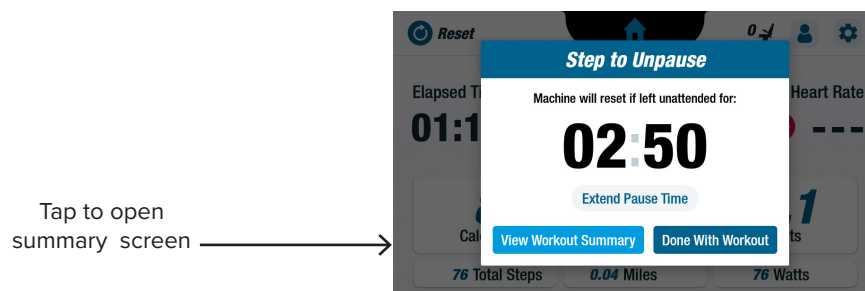 Reset
0
Step to Unpause
Elapsed Ti
Machine will reset if left unattended for:
Heart Rate
01:1
02:50
---
Extend Pause Time
Tap to open
summary screen
.1
Cal
View Workout Summary
Done With Workout
ts
76 Total Steps
0.04 Miles
76 Watts